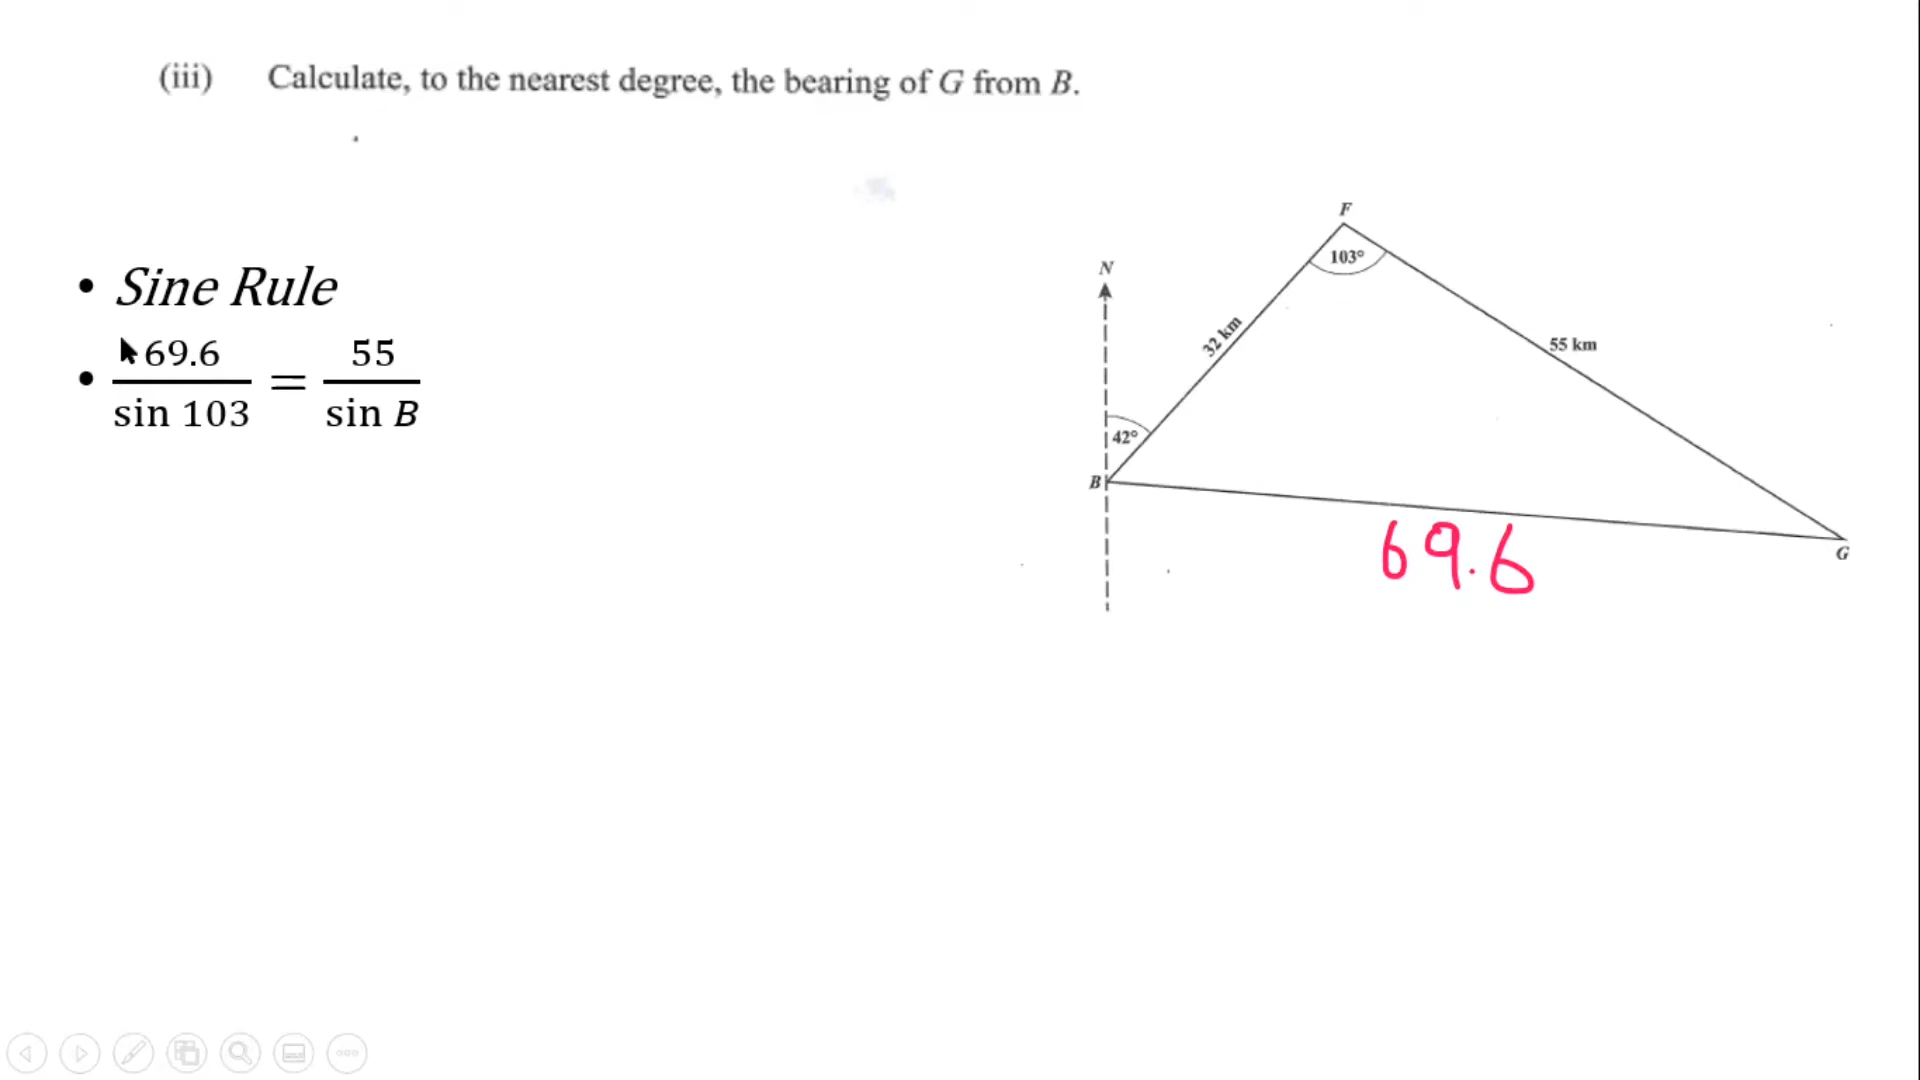 (iii) Calculate, to the nearest degree, the bearing of G from B.
• Sine Rule
• 69.6 / sin 103 = 55 / sin B
F
103°
N
32 km
55 km
42°
B
69.6
G